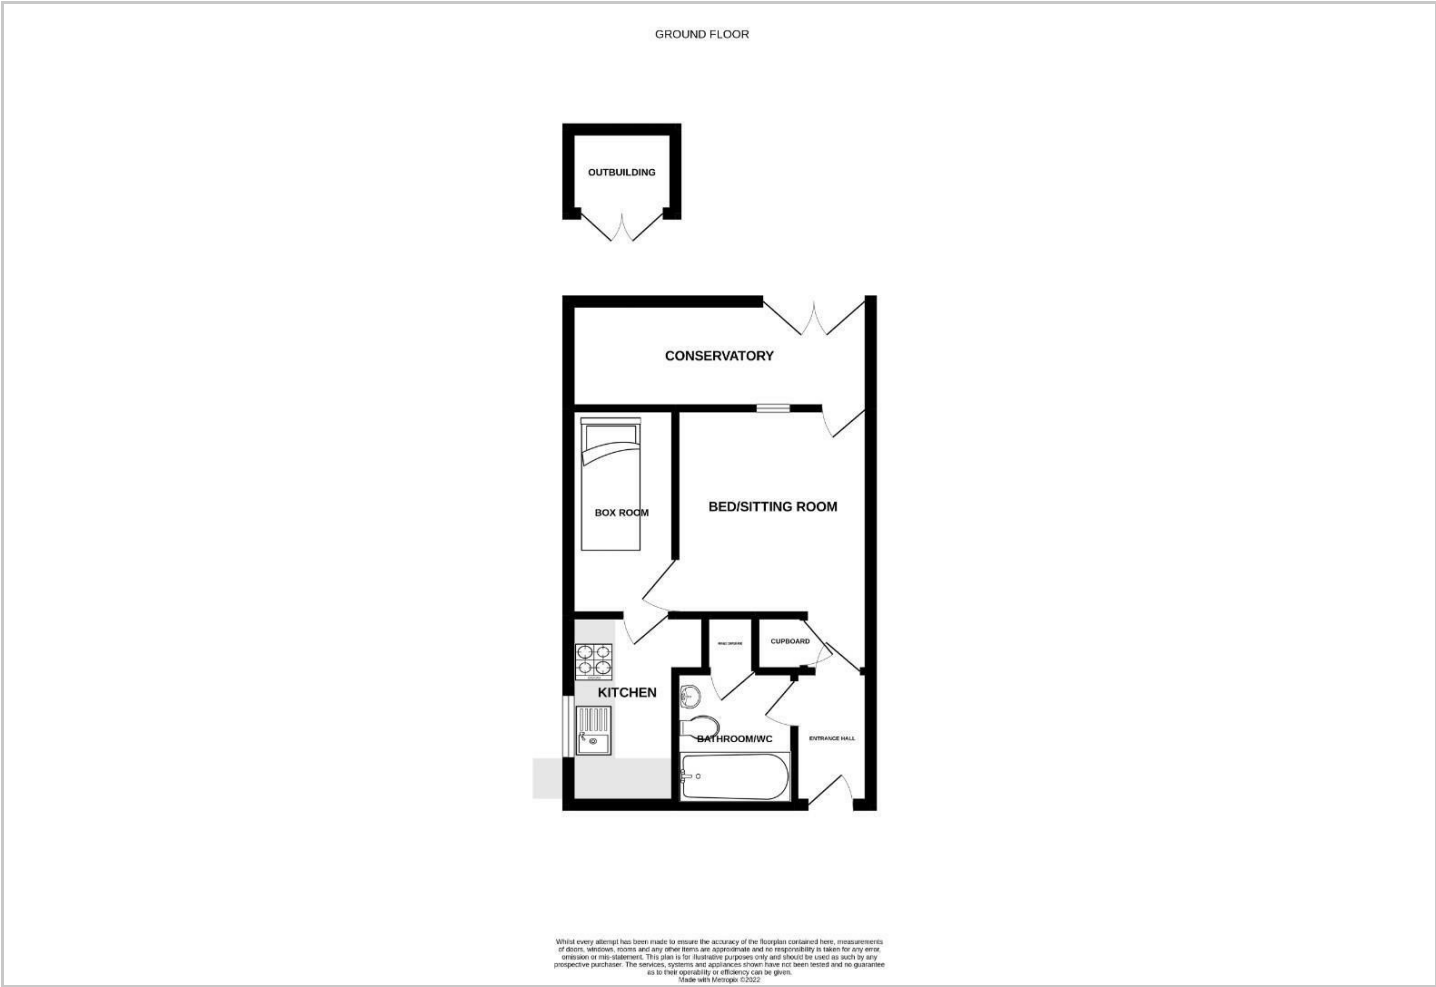 GROUND FLOOR
OUTBUILDING
CONSERVATORY
BOX ROOM
BED/SITTING ROOM
CUPBOARD
KITCHEN
BATHROOM/WC
ENTRANCE HALL
Whilst every attempt has been made to ensure the accuracy of the floorplan contained here, measurements
of doors, windows, rooms and any other items are approximate and no responsibility is taken for any error,
omission or mis-statement. This plan is for illustrative purposes only and should be used as such by any
prospective purchaser. The services, systems and appliances shown have not been tested and no guarantee
as to their operability or efficiency can be given.
Made with Metropix ©2022